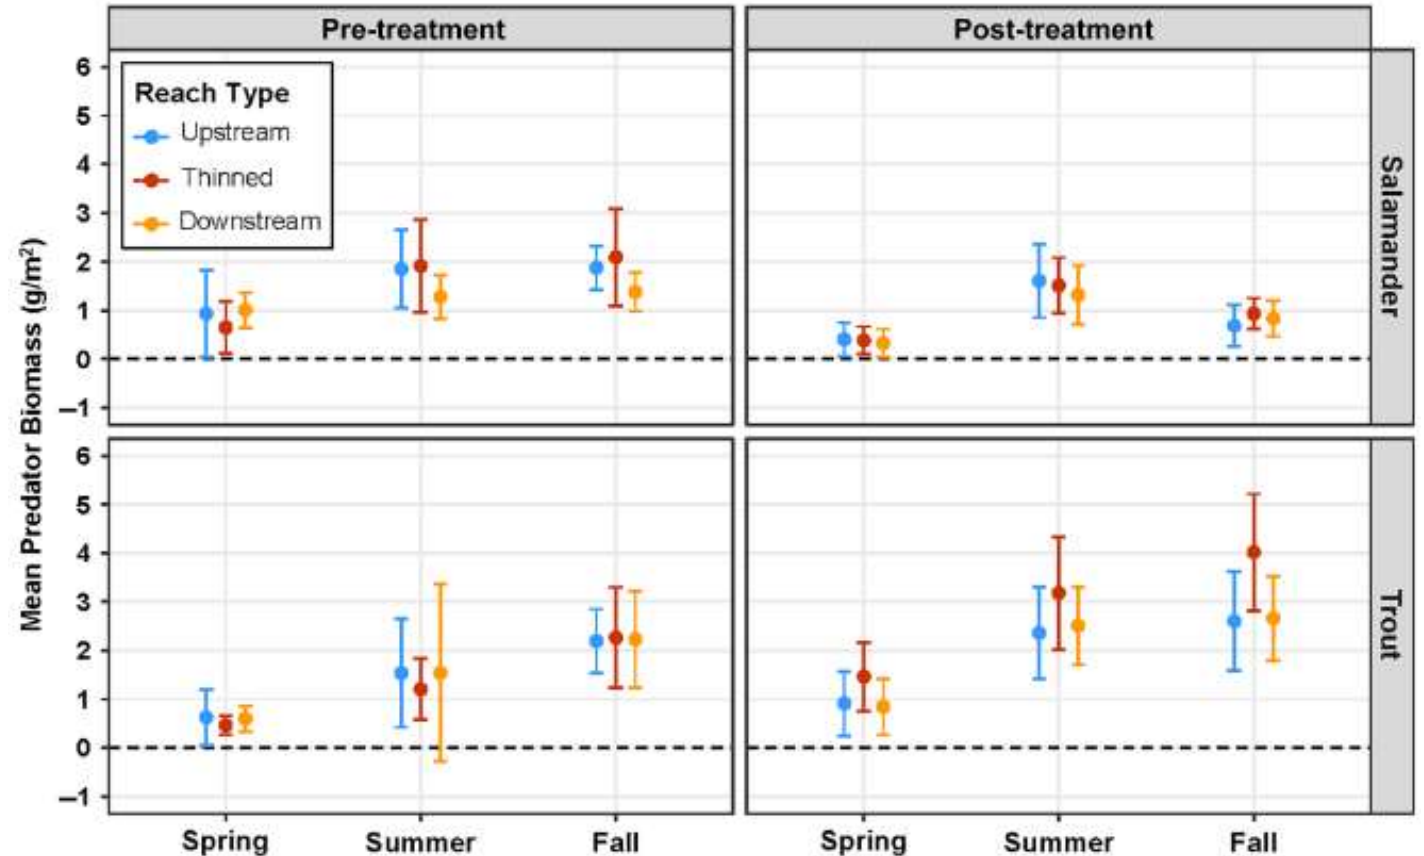 Pre-treatment
Post-treatment
Reach Type
Upstream
Thinned
Downstream
Mean Predator Biomass (g/m²)
6
5
4
3
2
1
0
–1
Salamander
6
5
4
3
2
1
0
–1
Trout
Spring
Summer
Fall
Spring
Summer
Fall